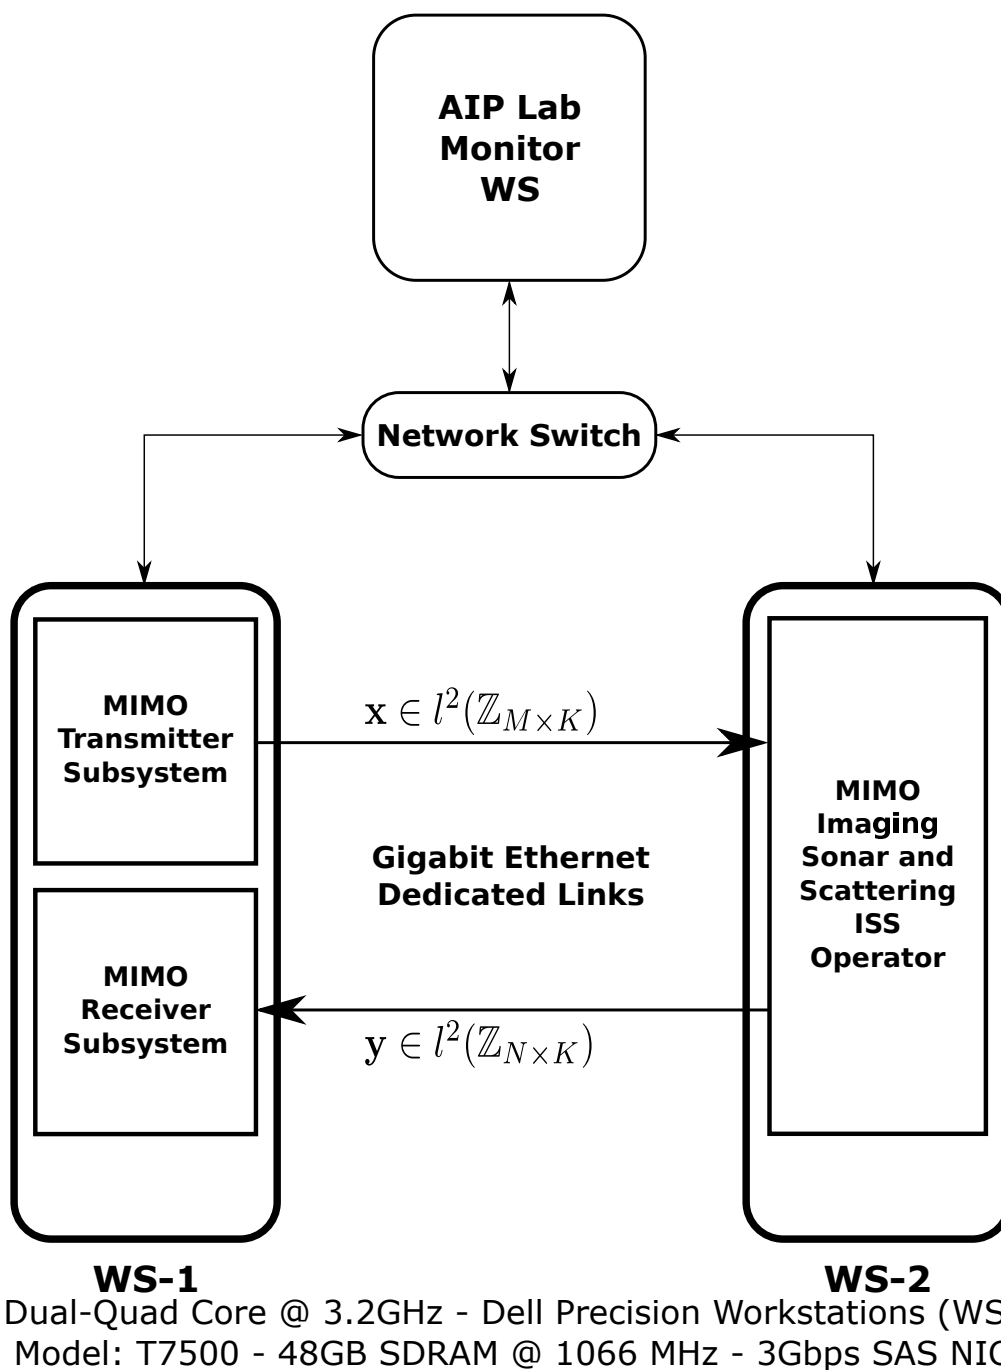 AIP Lab
Monitor
WS
Network Switch
MIMO
Transmitter
Subsystem
𝐱 ∈ l²(ℤ_{M×K})
MIMO
Imaging
Sonar and
Scattering
ISS
Operator
Gigabit Ethernet
Dedicated Links
MIMO
Receiver
Subsystem
𝐲 ∈ l²(ℤ_{N×K})
WS-1
WS-2
Dual-Quad Core @ 3.2GHz - Dell Precision Workstations (WS
Model: T7500 - 48GB SDRAM @ 1066 MHz - 3Gbps SAS NIC